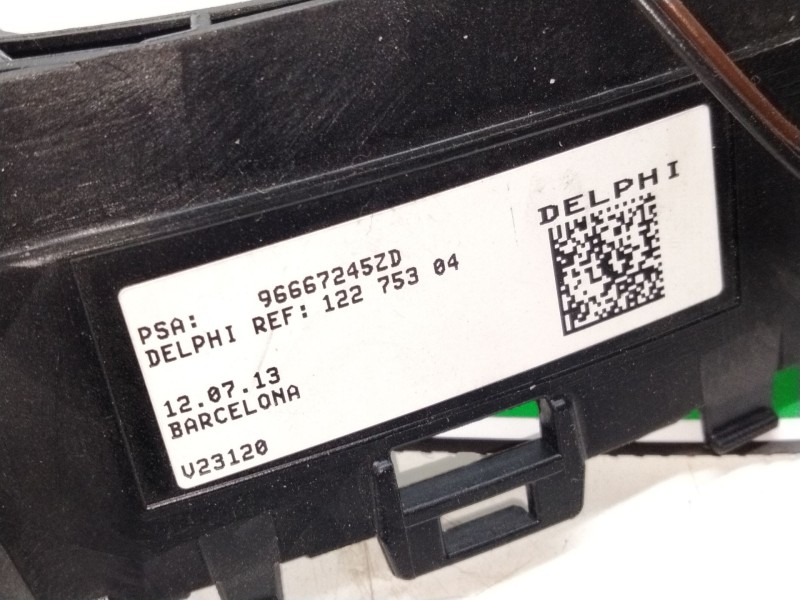 PSA: 96667245ZD
DELPHI REF: 122 753 04
12.07.13
BARCELONA
V23120
DELPHI